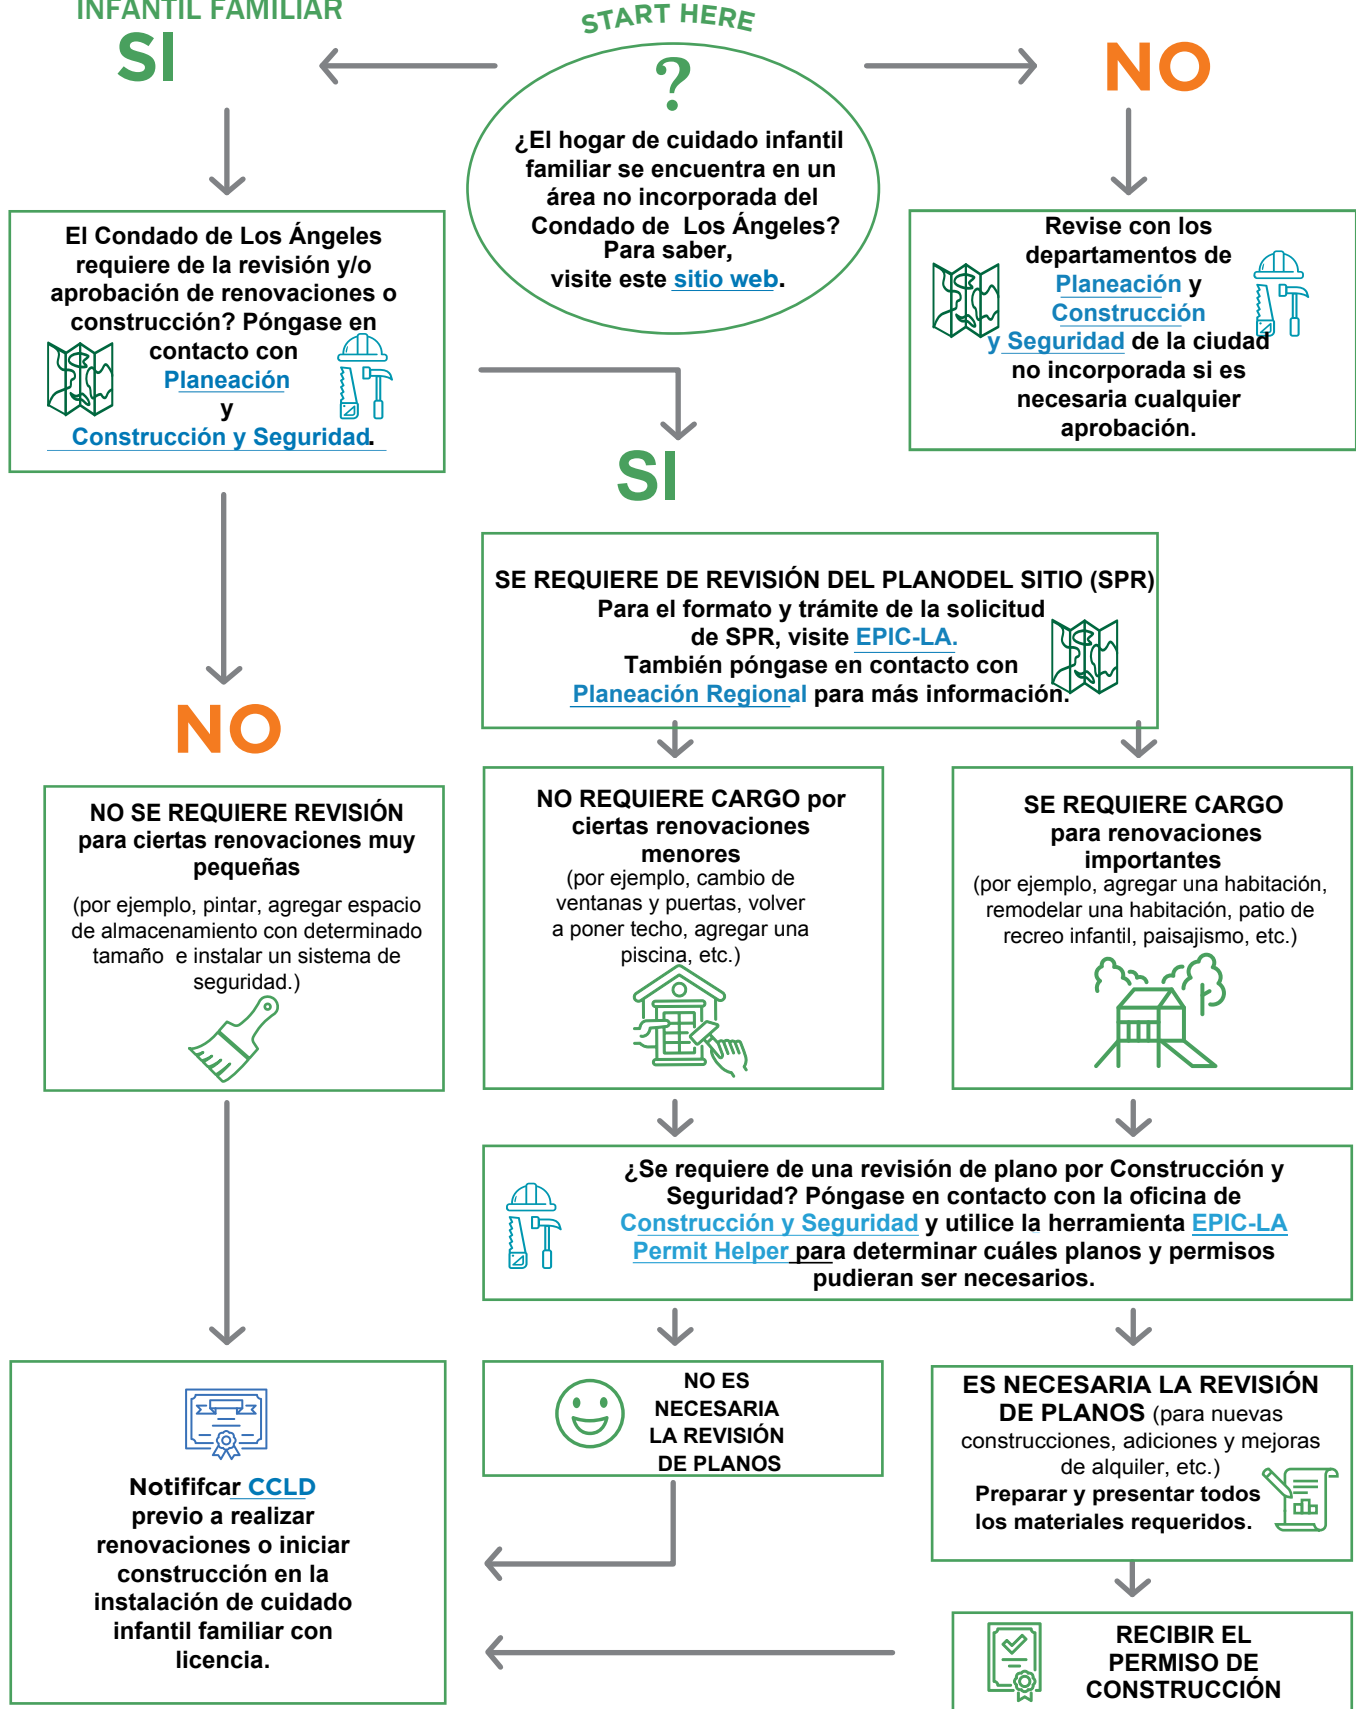 INFANTIL FAMILIAR
SI
START HERE
?
NO
¿El hogar de cuidado infantil
familiar se encuentra en un
área no incorporada del
Condado de Los Ángeles?
Para saber,
visite este sitio web.
El Condado de Los Ángeles
requiere de la revisión y/o
aprobación de renovaciones o
construcción? Póngase en
contacto con
Planeación
y
Construcción y Seguridad.
Revise con los
departamentos de
Planeación y
Construcción
y Seguridad de la ciudad
no incorporada si es
necesaria cualquier
aprobación.
SI
SE REQUIERE DE REVISIÓN DEL PLANODEL SITIO (SPR)
Para el formato y trámite de la solicitud
de SPR, visite EPIC-LA.
También póngase en contacto con
Planeación Regional para más información.
NO
NO SE REQUIERE REVISIÓN
para ciertas renovaciones muy
pequeñas
(por ejemplo, pintar, agregar espacio
de almacenamiento con determinado
tamaño e instalar un sistema de
seguridad.)
NO REQUIERE CARGO por
ciertas renovaciones
menores
(por ejemplo, cambio de
ventanas y puertas, volver
a poner techo, agregar una
piscina, etc.)
SE REQUIERE CARGO
para renovaciones
importantes
(por ejemplo, agregar una habitación,
remodelar una habitación, patio de
recreo infantil, paisajismo, etc.)
¿Se requiere de una revisión de plano por Construcción y
Seguridad? Póngase en contacto con la oficina de
Construcción y Seguridad y utilice la herramienta EPIC-LA
Permit Helper para determinar cuáles planos y permisos
pudieran ser necesarios.
Notififcar CCLD
previo a realizar
renovaciones o iniciar
construcción en la
instalación de cuidado
infantil familiar con
licencia.
NO ES
NECESARIA
LA REVISIÓN
DE PLANOS
ES NECESARIA LA REVISIÓN
DE PLANOS (para nuevas
construcciones, adiciones y mejoras
de alquiler, etc.)
Preparar y presentar todos
los materiales requeridos.
RECIBIR EL
PERMISO DE
CONSTRUCCIÓN